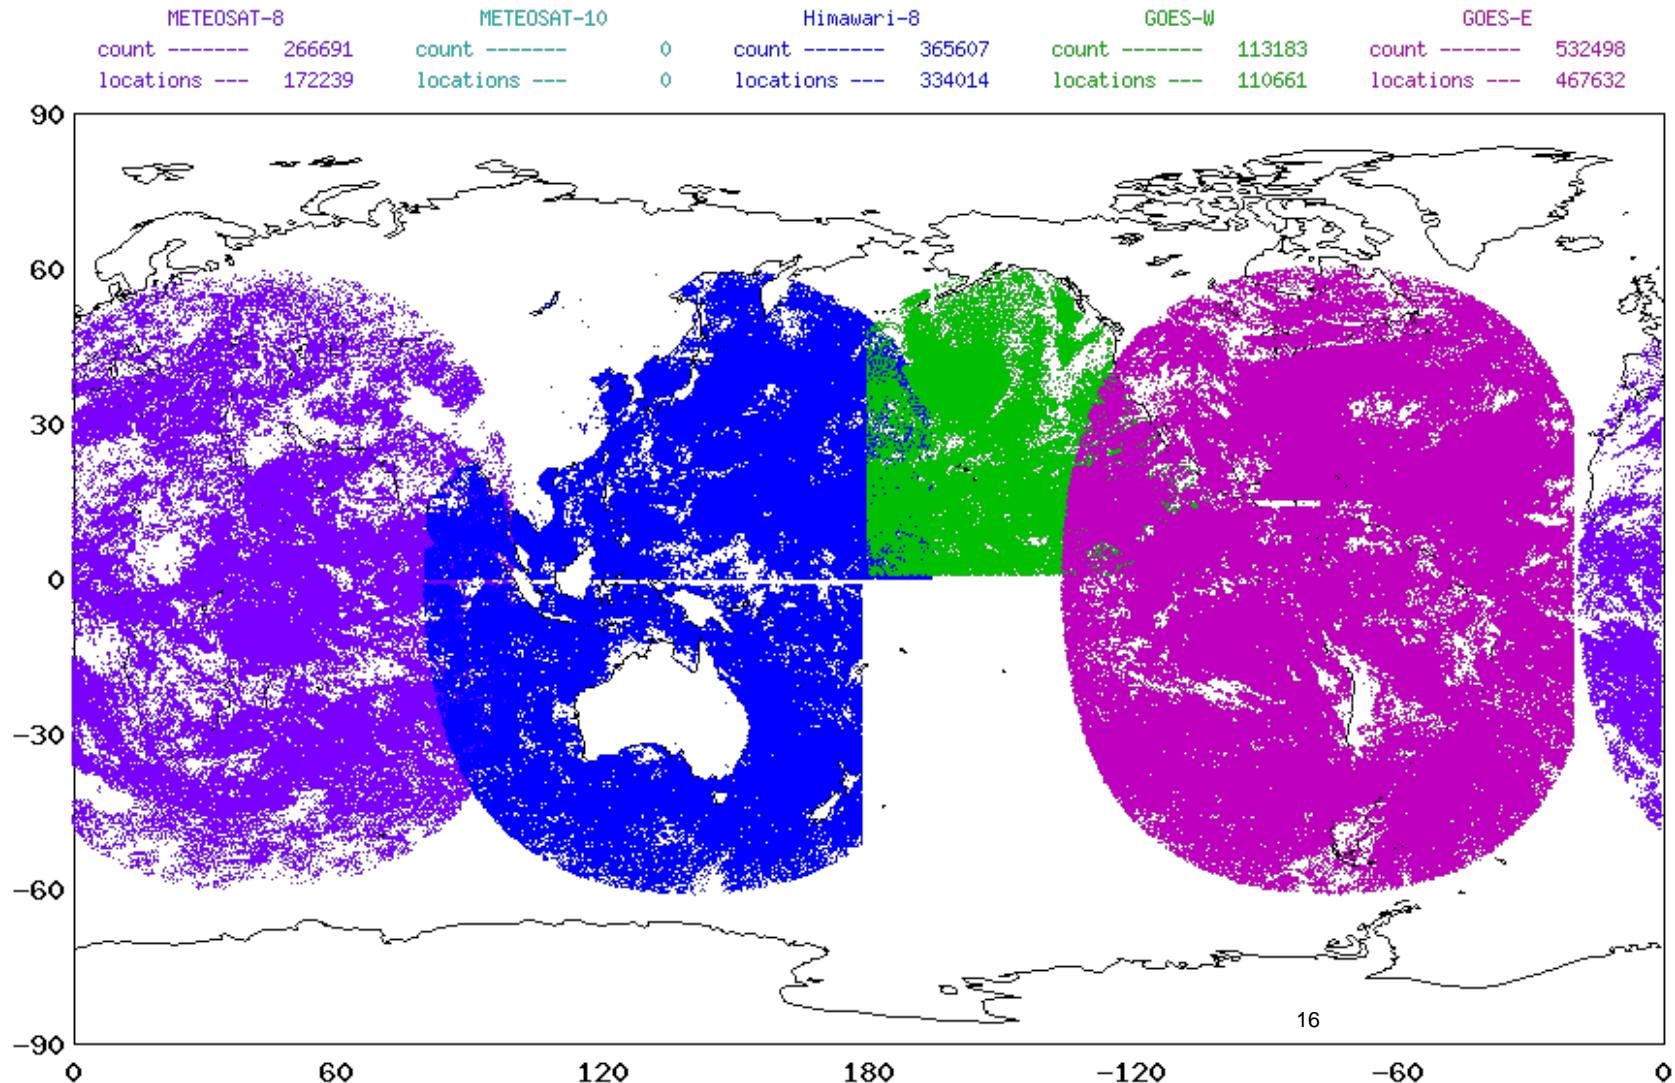 METEOSAT-8 METEOSAT-10 Himawari-8 GOES-W GOES-E
count ------- 266691 count ------- 0 count ------- 365607 count ------- 113183 count ------- 532498
locations --- 172239 locations --- 0 locations --- 334014 locations --- 110661 locations --- 467632
90
60
30
0
-30
-60
16
-90
0 60 120 180 -120 -60 0